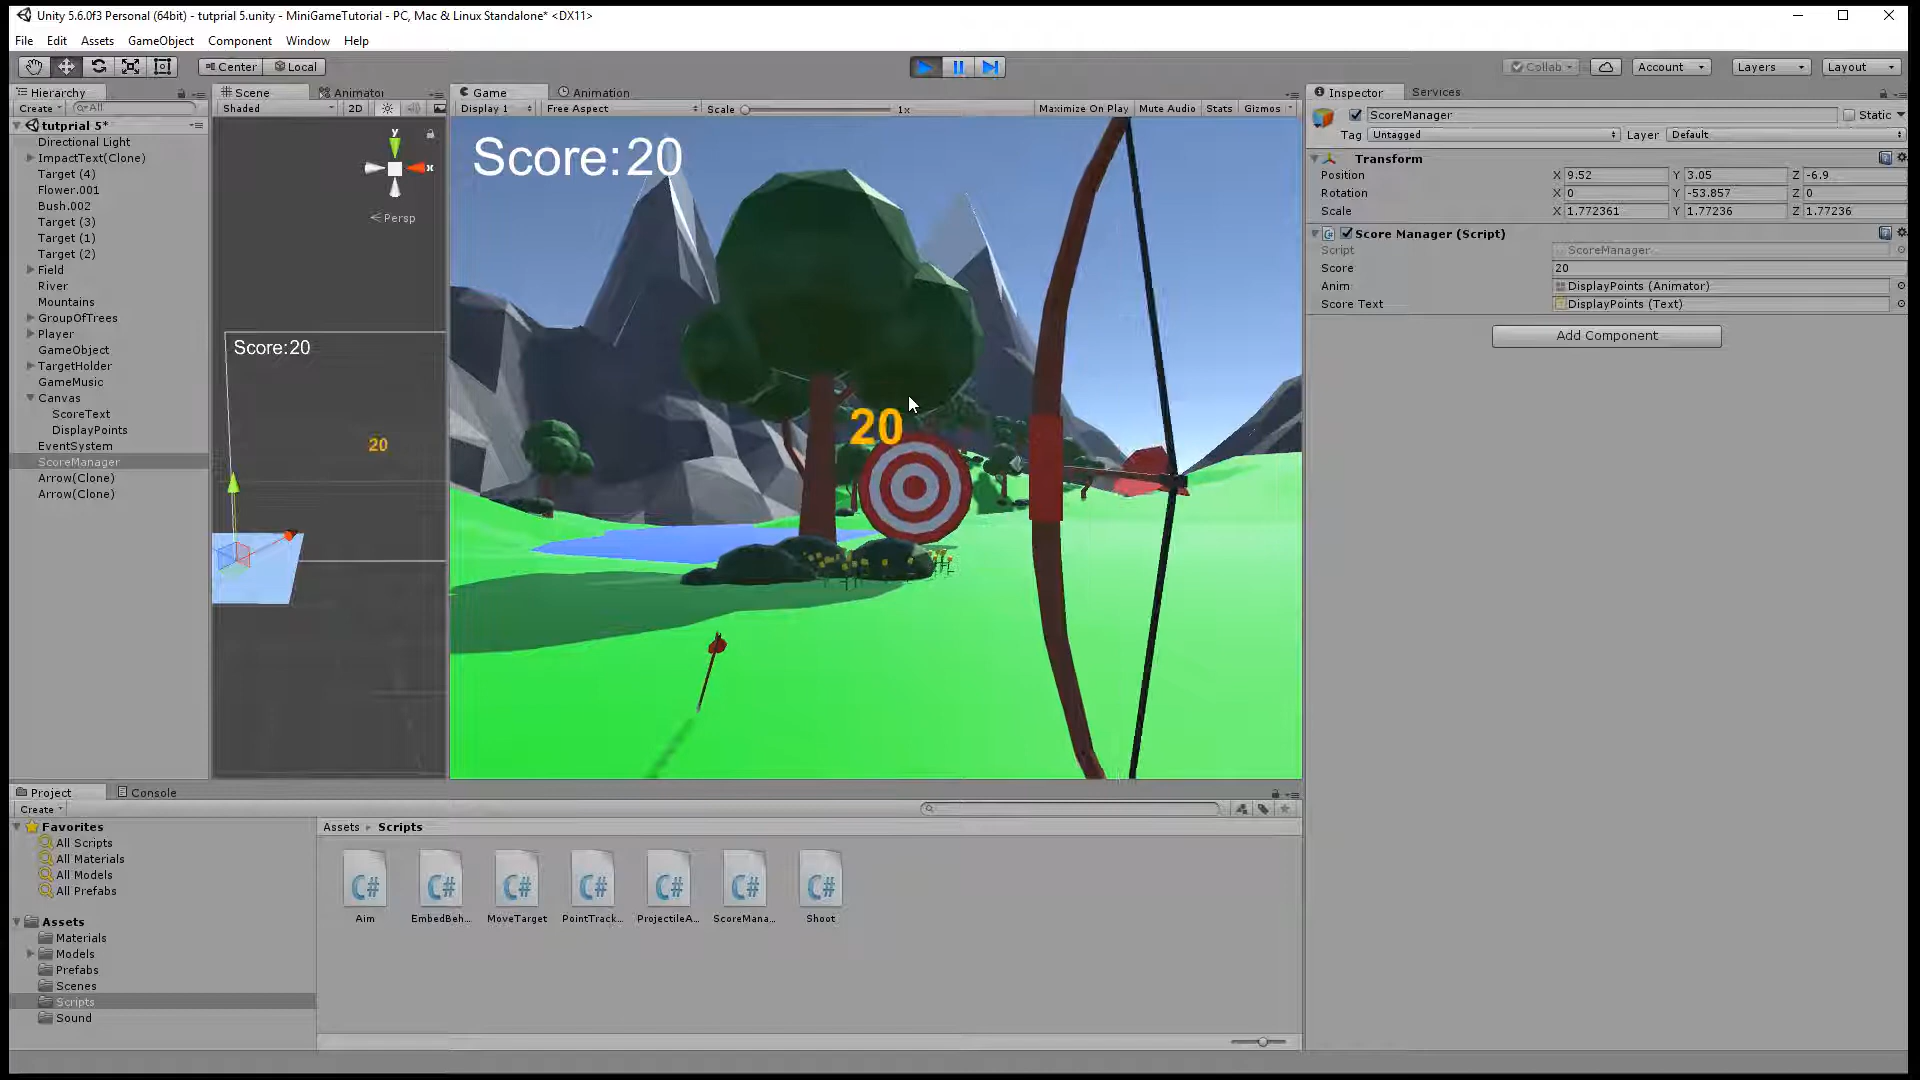 Unity 5.6.0f3 Personal (64bit) - tutprial 5.unity - MiniGameTutorial - PC, Mac & Linux Standalone* <DX11>
File Edit Assets GameObject Component Window Help
Center Local
Collab Account Layers Layout
Hierarchy
Create All
tutprial 5*
Directional Light
ImpactText(Clone)
Target (4)
Flower.001
Bush.002
Target (3)
Target (1)
Target (2)
Field
River
Mountains
GroupOfTrees
Player
GameObject
TargetHolder
GameMusic
Canvas
ScoreText
DisplayPoints
EventSystem
ScoreManager
Arrow(Clone)
Arrow(Clone)
Scene Animator
Shaded 2D
y
x
Persp
Score:20
20
Game Animation
Display 1 Free Aspect Scale 1x Maximize On Play Mute Audio Stats Gizmos
Score:20
20
Inspector Services
ScoreManager Static
Tag Untagged Layer Default
Transform
Position X 9.52 Y 3.05 Z -6.9
Rotation X 0 Y -53.857 Z 0
Scale X 1.772361 Y 1.77236 Z 1.77236
Score Manager (Script)
Script ScoreManager
Score 20
Anim DisplayPoints (Animator)
Score Text DisplayPoints (Text)
Add Component
Project Console
Create
Favorites
All Scripts
All Materials
All Models
All Prefabs
Assets
Materials
Models
Prefabs
Scenes
Scripts
Sound
Assets Scripts
C# C# C# C# C# C# C#
Aim EmbedBeh... MoveTarget PointTrack... ProjectileA... ScoreMana... Shoot